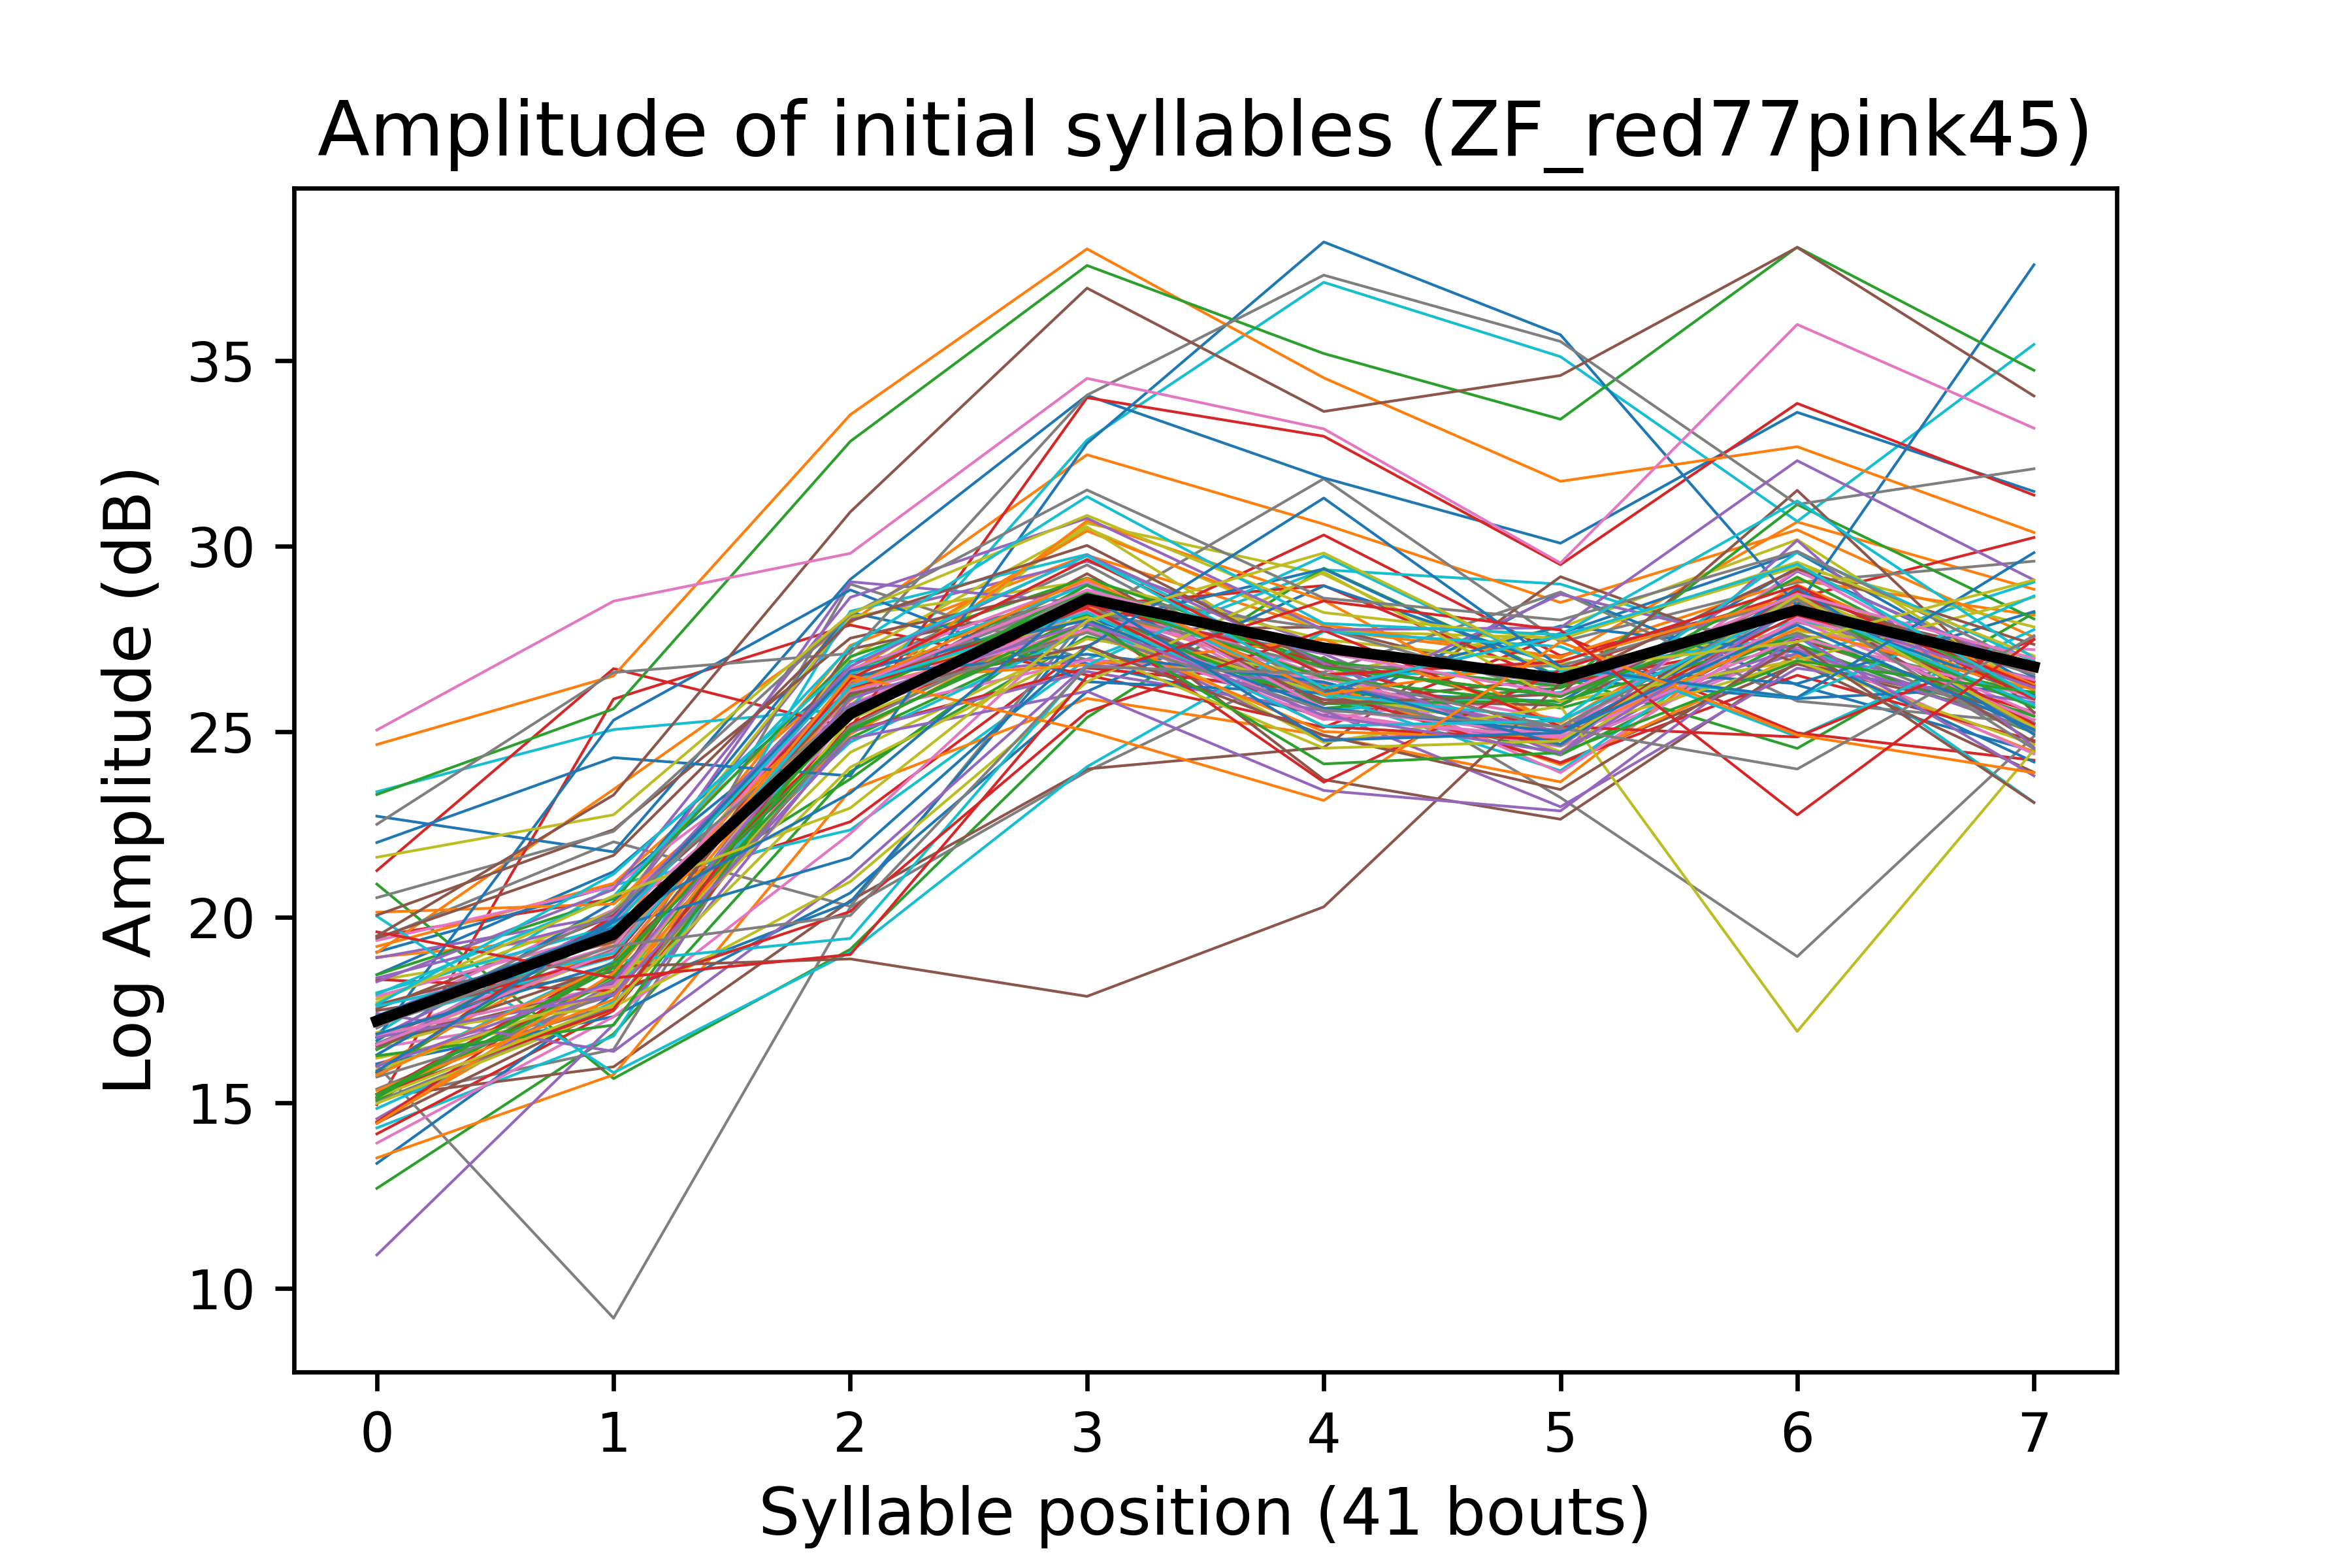 Amplitude of initial syllables (ZF_red77pink45)
Log Amplitude (dB)
35
30
25
20
15
10
0 1 2 3 4 5 6 7
Syllable position (41 bouts)